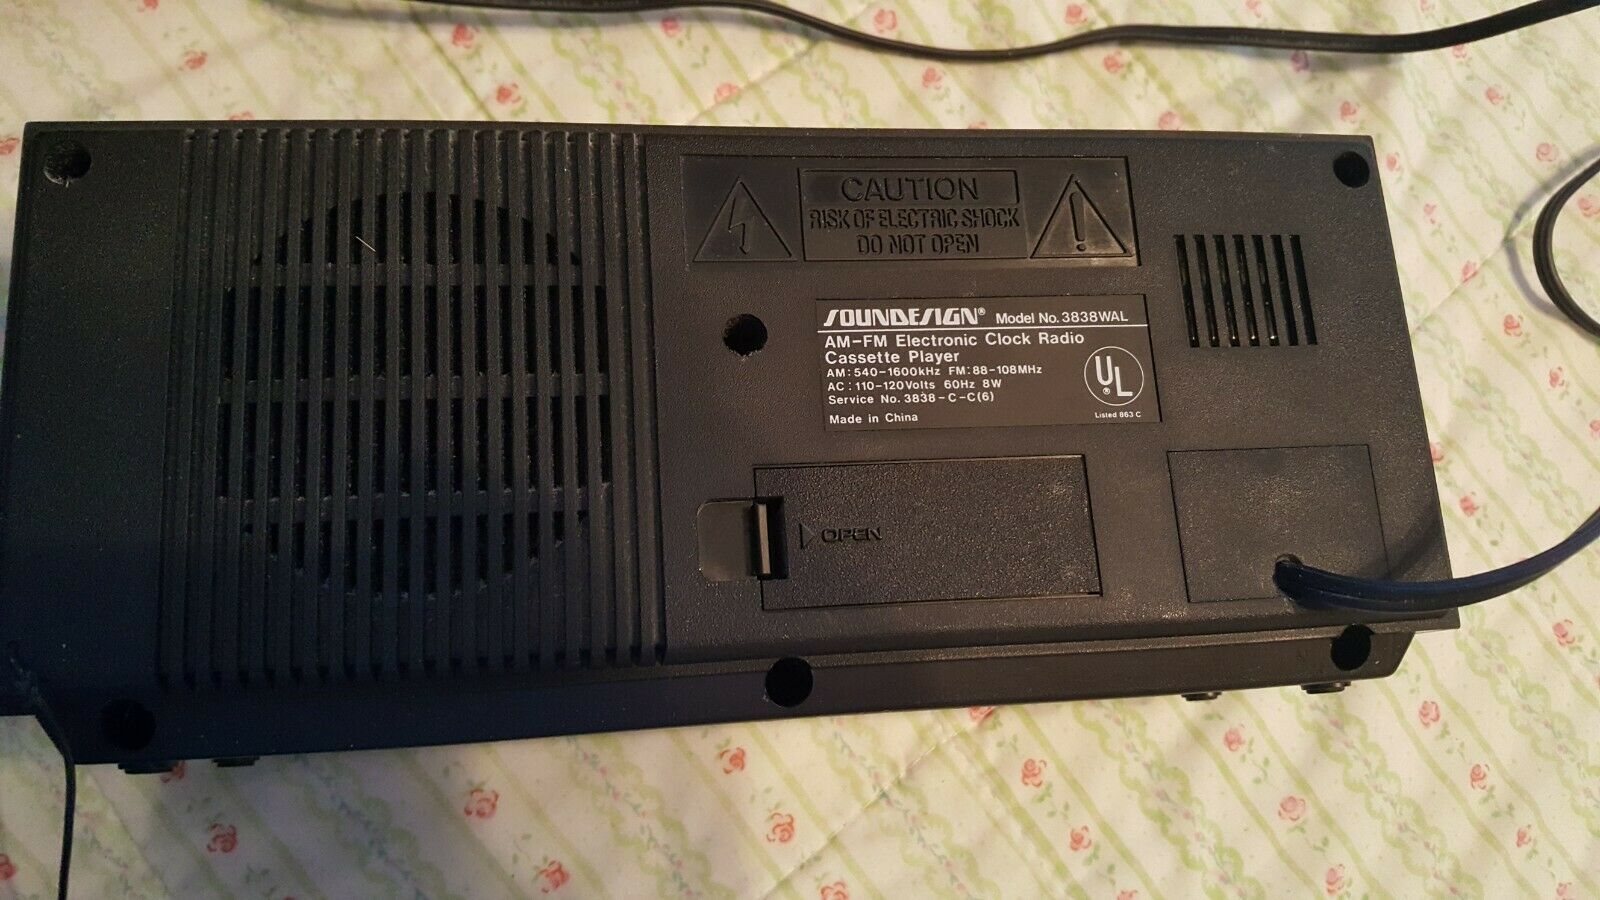 CAUTION
RISK OF ELECTRIC SHOCK
DO NOT OPEN
SOUNDESIGN® Model No. 3838WAL
AM-FM Electronic Clock Radio
Cassette Player
AM: 540-1600kHz FM: 88-108MHz
AC: 110-120Volts 60Hz 8W
Service No. 3838-C-C(6)
Made in China
UL®
Listed 863 C
OPEN